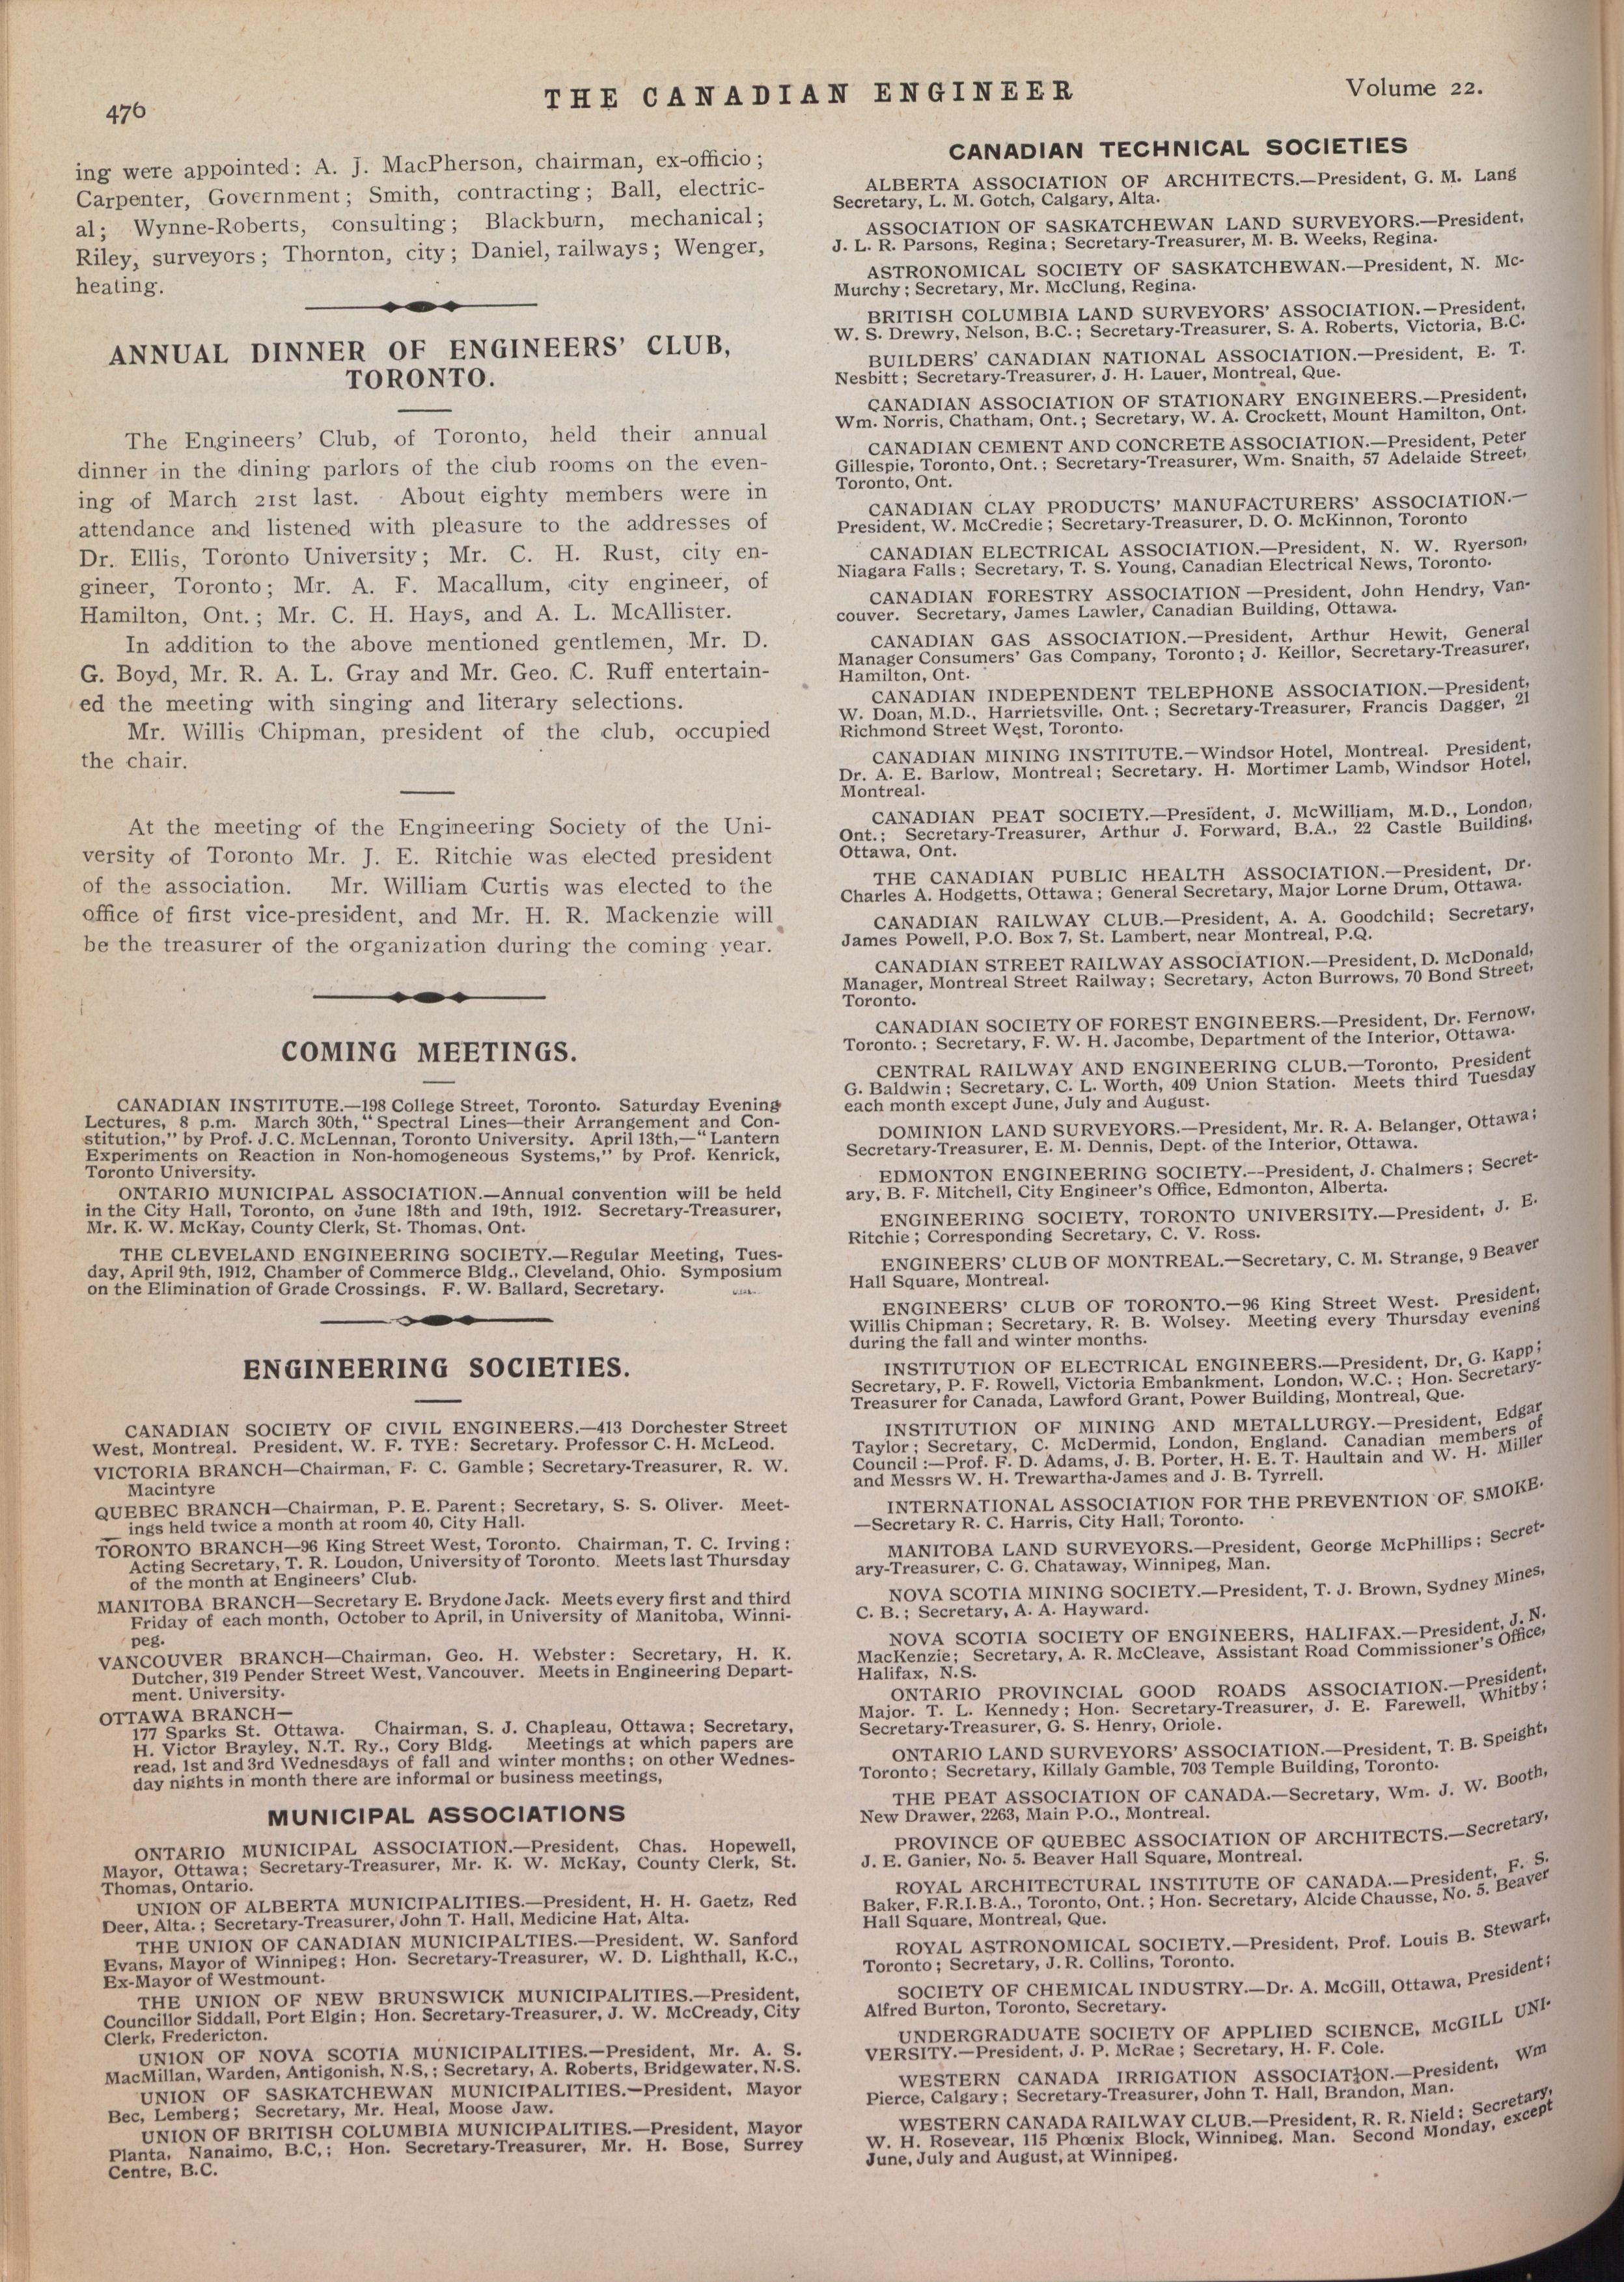 476
THE CANADIAN ENGINEER
Volume 22.
ing were appointed: A. J. MacPherson, chairman, ex-officio;
Carpenter, Government; Smith, contracting; Ball, electric-
al; Wynne-Roberts, consulting; Blackburn, mechanical;
Riley, surveyors; Thornton, city; Daniel, railways; Wenger,
heating.
ANNUAL DINNER OF ENGINEERS' CLUB,
TORONTO.
The Engineers' Club, of Toronto, held their annual
dinner in the dining parlors of the club rooms on the even-
ing of March 21st last. About eighty members were in
attendance and listened with pleasure to the addresses of
Dr. Ellis, Toronto University; Mr. C. H. Rust, city en-
gineer, Toronto; Mr. A. F. Macallum, city engineer, of
Hamilton, Ont.; Mr. C. H. Hays, and A. L. McAllister.
In addition to the above mentioned gentlemen, Mr. D.
G. Boyd, Mr. R. A. L. Gray and Mr. Geo. C. Ruff entertain-
ed the meeting with singing and literary selections.
Mr. Willis Chipman, president of the club, occupied
the chair.
At the meeting of the Engineering Society of the Uni-
versity of Toronto Mr. J. E. Ritchie was elected president
of the association. Mr. William Curtis was elected to the
office of first vice-president, and Mr. H. R. Mackenzie will
be the treasurer of the organization during the coming year.
COMING MEETINGS.
CANADIAN INSTITUTE.—198 College Street, Toronto. Saturday Evening
Lectures, 8 p.m. March 30th, "Spectral Lines—their Arrangement and Con-
stitution," by Prof. J. C. McLennan, Toronto University. April 13th,—"Lantern
Experiments on Reaction in Non-homogeneous Systems," by Prof. Kenrick,
Toronto University.
ONTARIO MUNICIPAL ASSOCIATION.—Annual convention will be held
in the City Hall, Toronto, on June 18th and 19th, 1912. Secretary-Treasurer,
Mr. K. W. McKay, County Clerk, St. Thomas, Ont.
THE CLEVELAND ENGINEERING SOCIETY.—Regular Meeting, Tues-
day, April 9th, 1912, Chamber of Commerce Bldg., Cleveland, Ohio. Symposium
on the Elimination of Grade Crossings. F. W. Ballard, Secretary.
ENGINEERING SOCIETIES.
CANADIAN SOCIETY OF CIVIL ENGINEERS.—413 Dorchester Street
West, Montreal. President, W. F. TYE: Secretary. Professor C. H. McLeod.
VICTORIA BRANCH—Chairman, F. C. Gamble; Secretary-Treasurer, R. W.
Macintyre
QUEBEC BRANCH—Chairman, P. E. Parent; Secretary, S. S. Oliver. Meet-
ings held twice a month at room 40, City Hall.
TORONTO BRANCH—96 King Street West, Toronto. Chairman, T. C. Irving;
Acting Secretary, T. R. Loudon, University of Toronto. Meets last Thursday
of the month at Engineers' Club.
MANITOBA BRANCH—Secretary E. Brydone Jack. Meets every first and third
Friday of each month, October to April, in University of Manitoba, Winni-
peg.
VANCOUVER BRANCH—Chairman, Geo. H. Webster: Secretary, H. K.
Dutcher, 319 Pender Street West, Vancouver. Meets in Engineering Depart-
ment. University.
OTTAWA BRANCH—
177 Sparks St. Ottawa. Chairman, S. J. Chapleau, Ottawa; Secretary,
H. Victor Brayley, N.T. Ry., Cory Bldg. Meetings at which papers are
read, 1st and 3rd Wednesdays of fall and winter months; on other Wednes-
day nights in month there are informal or business meetings,
MUNICIPAL ASSOCIATIONS
ONTARIO MUNICIPAL ASSOCIATION.—President, Chas. Hopewell,
Mayor, Ottawa; Secretary-Treasurer, Mr. K. W. McKay, County Clerk, St.
Thomas, Ontario.
UNION OF ALBERTA MUNICIPALITIES.—President, H. H. Gaetz, Red
Deer, Alta.; Secretary-Treasurer, John T. Hall, Medicine Hat, Alta.
THE UNION OF CANADIAN MUNICIPALTIES.—President, W. Sanford
Evans, Mayor of Winnipeg; Hon. Secretary-Treasurer, W. D. Lighthall, K.C.,
Ex-Mayor of Westmount.
THE UNION OF NEW BRUNSWICK MUNICIPALITIES.—President,
Councillor Siddall, Port Elgin; Hon. Secretary-Treasurer, J. W. McCready, City
Clerk, Fredericton.
UNION OF NOVA SCOTIA MUNICIPALITIES.—President, Mr. A. S.
MacMillan, Warden, Antigonish, N.S.; Secretary, A. Roberts, Bridgewater, N.S.
UNION OF SASKATCHEWAN MUNICIPALITIES.—President, Mayor
Bec, Lemberg; Secretary, Mr. Heal, Moose Jaw.
UNION OF BRITISH COLUMBIA MUNICIPALITIES.—President, Mayor
Planta, Nanaimo, B.C,; Hon. Secretary-Treasurer, Mr. H. Bose, Surrey
Centre, B.C.
CANADIAN TECHNICAL SOCIETIES
ALBERTA ASSOCIATION OF ARCHITECTS.—President, G. M. Lang
Secretary, L. M. Gotch, Calgary, Alta.
ASSOCIATION OF SASKATCHEWAN LAND SURVEYORS.—President,
J. L. R. Parsons, Regina; Secretary-Treasurer, M. B. Weeks, Regina.
ASTRONOMICAL SOCIETY OF SASKATCHEWAN.—President, N. Mc-
Murchy; Secretary, Mr. McClung, Regina.
BRITISH COLUMBIA LAND SURVEYORS' ASSOCIATION.—President,
W. S. Drewry, Nelson, B.C.; Secretary-Treasurer, S. A. Roberts, Victoria, B.C.
BUILDERS' CANADIAN NATIONAL ASSOCIATION.—President, E. T.
Nesbitt; Secretary-Treasurer, J. H. Lauer, Montreal, Que.
CANADIAN ASSOCIATION OF STATIONARY ENGINEERS.—President,
Wm. Norris, Chatham, Ont.; Secretary, W. A. Crockett, Mount Hamilton, Ont.
CANADIAN CEMENT AND CONCRETE ASSOCIATION.—President, Peter
Gillespie, Toronto, Ont.; Secretary-Treasurer, Wm. Snaith, 57 Adelaide Street,
Toronto, Ont.
CANADIAN CLAY PRODUCTS' MANUFACTURERS' ASSOCIATION.—
President, W. McCredie; Secretary-Treasurer, D. O. McKinnon, Toronto
CANADIAN ELECTRICAL ASSOCIATION.—President, N. W. Ryerson,
Niagara Falls; Secretary, T. S. Young, Canadian Electrical News, Toronto.
CANADIAN FORESTRY ASSOCIATION—President, John Hendry, Van-
couver. Secretary, James Lawler, Canadian Building, Ottawa.
CANADIAN GAS ASSOCIATION.—President, Arthur Hewit, General
Manager Consumers' Gas Company, Toronto; J. Keillor, Secretary-Treasurer,
Hamilton, Ont.
CANADIAN INDEPENDENT TELEPHONE ASSOCIATION.—President,
W. Doan, M.D., Harrietsville, Ont.; Secretary-Treasurer, Francis Dagger, 21
Richmond Street West, Toronto.
CANADIAN MINING INSTITUTE.—Windsor Hotel, Montreal. President,
Dr. A. E. Barlow, Montreal; Secretary. H. Mortimer Lamb, Windsor Hotel,
Montreal.
CANADIAN PEAT SOCIETY.—President, J. McWilliam, M.D., London,
Ont.; Secretary-Treasurer, Arthur J. Forward, B.A., 22 Castle Building,
Ottawa, Ont.
THE CANADIAN PUBLIC HEALTH ASSOCIATION.—President, Dr.
Charles A. Hodgetts, Ottawa; General Secretary, Major Lorne Drum, Ottawa.
CANADIAN RAILWAY CLUB.—President, A. A. Goodchild; Secretary,
James Powell, P.O. Box 7, St. Lambert, near Montreal, P.Q.
CANADIAN STREET RAILWAY ASSOCIATION.—President, D. McDonald,
Manager, Montreal Street Railway; Secretary, Acton Burrows, 70 Bond Street,
Toronto.
CANADIAN SOCIETY OF FOREST ENGINEERS.—President, Dr. Fernow,
Toronto.; Secretary, F. W. H. Jacombe, Department of the Interior, Ottawa.
CENTRAL RAILWAY AND ENGINEERING CLUB.—Toronto, President
G. Baldwin; Secretary, C. L. Worth, 409 Union Station. Meets third Tuesday
each month except June, July and August.
DOMINION LAND SURVEYORS.—President, Mr. R. A. Belanger, Ottawa;
Secretary-Treasurer, E. M. Dennis, Dept. of the Interior, Ottawa.
EDMONTON ENGINEERING SOCIETY.—President, J. Chalmers; Secret-
ary, B. F. Mitchell, City Engineer's Office, Edmonton, Alberta.
ENGINEERING SOCIETY, TORONTO UNIVERSITY.—President, J. E.
Ritchie; Corresponding Secretary, C. V. Ross.
ENGINEERS' CLUB OF MONTREAL.—Secretary, C. M. Strange, 9 Beaver
Hall Square, Montreal.
ENGINEERS' CLUB OF TORONTO.—96 King Street West. President,
Willis Chipman; Secretary, R. B. Wolsey. Meeting every Thursday evening
during the fall and winter months.
INSTITUTION OF ELECTRICAL ENGINEERS.—President, Dr, G. Kapp;
Secretary, P. F. Rowell, Victoria Embankment, London, W.C.; Hon. Secretary-
Treasurer for Canada, Lawford Grant, Power Building, Montreal, Que.
INSTITUTION OF MINING AND METALLURGY.—President, Edgar
Taylor; Secretary, C. McDermid, London, England. Canadian members of
Council:—Prof. F. D. Adams, J. B. Porter, H. E. T. Haultain and W. H. Miller
and Messrs W. H. Trewartha-James and J. B. Tyrrell.
INTERNATIONAL ASSOCIATION FOR THE PREVENTION OF SMOKE.
—Secretary R. C. Harris, City Hall, Toronto.
MANITOBA LAND SURVEYORS.—President, George McPhillips; Secret-
ary-Treasurer, C. G. Chataway, Winnipeg, Man.
NOVA SCOTIA MINING SOCIETY.—President, T. J. Brown, Sydney Mines,
C. B.; Secretary, A. A. Hayward.
NOVA SCOTIA SOCIETY OF ENGINEERS, HALIFAX.—President, J. N.
MacKenzie; Secretary, A. R. McCleave, Assistant Road Commissioner's Office,
Halifax, N.S.
ONTARIO PROVINCIAL GOOD ROADS ASSOCIATION.—President,
Major. T. L. Kennedy; Hon. Secretary-Treasurer, J. E. Farewell, Whitby;
Secretary-Treasurer, G. S. Henry, Oriole.
ONTARIO LAND SURVEYORS' ASSOCIATION.—President, T. B. Speight,
Toronto; Secretary, Killaly Gamble, 703 Temple Building, Toronto.
THE PEAT ASSOCIATION OF CANADA.—Secretary, Wm. J. W. Booth,
New Drawer, 2263, Main P.O., Montreal.
PROVINCE OF QUEBEC ASSOCIATION OF ARCHITECTS.—Secretary,
J. E. Ganier, No. 5. Beaver Hall Square, Montreal.
ROYAL ARCHITECTURAL INSTITUTE OF CANADA.—President, F. S.
Baker, F.R.I.B.A., Toronto, Ont.; Hon. Secretary, Alcide Chausse, No. 5. Beaver
Hall Square, Montreal, Que.
ROYAL ASTRONOMICAL SOCIETY.—President, Prof. Louis B. Stewart,
Toronto; Secretary, J. R. Collins, Toronto.
SOCIETY OF CHEMICAL INDUSTRY.—Dr. A. McGill, Ottawa, President;
Alfred Burton, Toronto, Secretary.
UNDERGRADUATE SOCIETY OF APPLIED SCIENCE, McGILL UNI-
VERSITY.—President, J. P. McRae; Secretary, H. F. Cole.
WESTERN CANADA IRRIGATION ASSOCIATION.—President, Wm
Pierce, Calgary; Secretary-Treasurer, John T. Hall, Brandon, Man.
WESTERN CANADA RAILWAY CLUB.—President, R. R. Nield; Secretary,
W. H. Rosevear, 115 Phœnix Block, Winnipeg, Man. Second Monday, except
June, July and August, at Winnipeg.